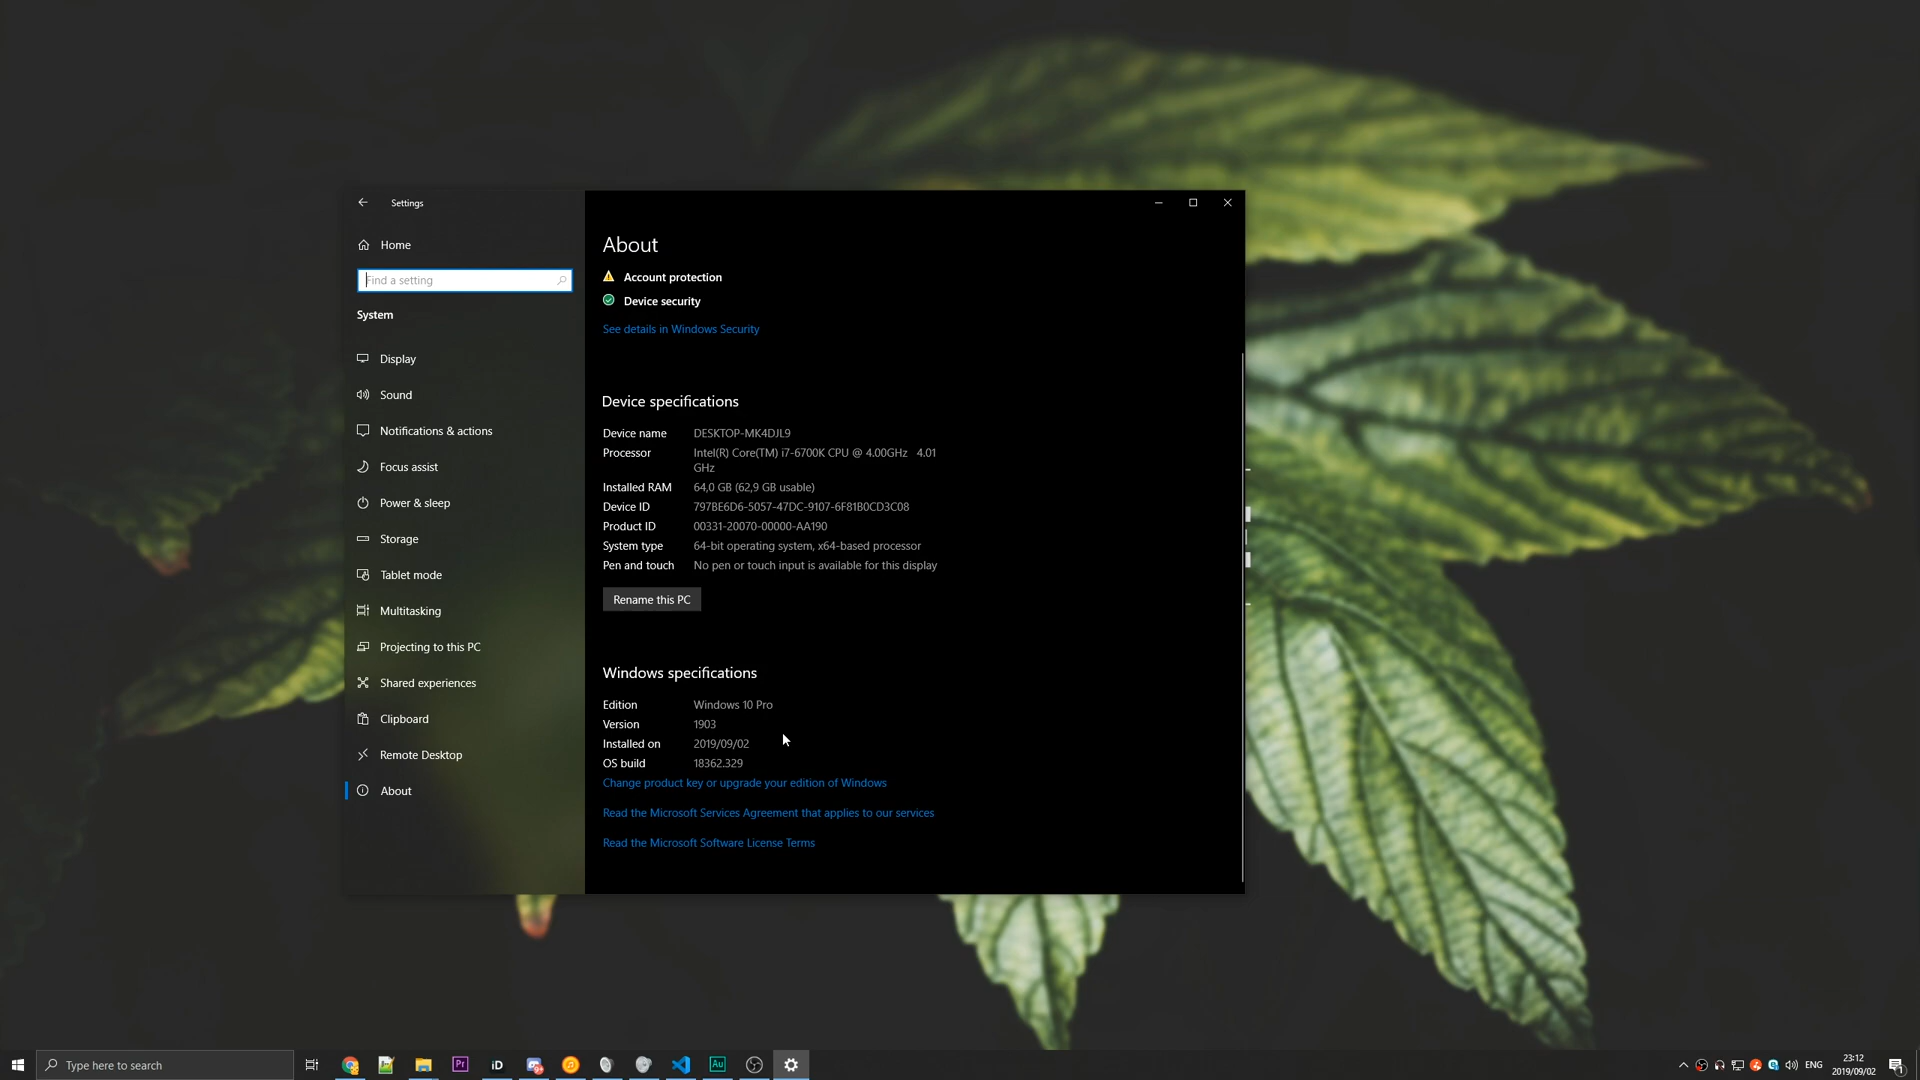 Settings
Home
Find a setting
System
Display
Sound
Notifications & actions
Focus assist
Power & sleep
Storage
Tablet mode
Multitasking
Projecting to this PC
Shared experiences
Clipboard
Remote Desktop
About
About
Account protection
Device security
See details in Windows Security
Device specifications
Device name DESKTOP-MK4DJL9
Processor Intel(R) Core(TM) i7-6700K CPU @ 4.00GHz 4.01
GHz
Installed RAM 64,0 GB (62,9 GB usable)
Device ID 797BE6D6-5057-47DC-9107-6F81B0CD3C08
Product ID 00331-20070-00000-AA190
System type 64-bit operating system, x64-based processor
Pen and touch No pen or touch input is available for this display
Rename this PC
Windows specifications
Edition Windows 10 Pro
Version 1903
Installed on 2019/09/02
OS build 18362.329
Change product key or upgrade your edition of Windows
Read the Microsoft Services Agreement that applies to our services
Read the Microsoft Software License Terms
Type here to search
Pr
iD
Au
ENG
23:12
2019/09/02